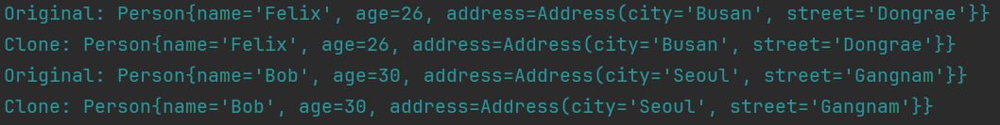 Original: Person{name='Felix', age=26, address=Address(city='Busan', street='Dongrae'}}
Clone: Person{name='Felix', age=26, address=Address(city='Busan', street='Dongrae'}}
Original: Person{name='Bob', age=30, address=Address(city='Seoul', street='Gangnam'}}
Clone: Person{name='Bob', age=30, address=Address(city='Seoul', street='Gangnam'}}